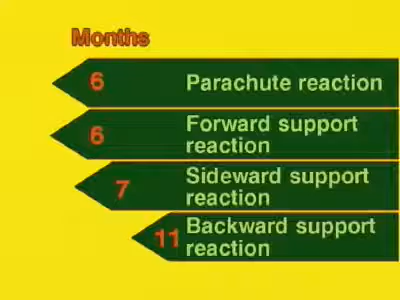 Months
6 Parachute reaction
6 Forward support
reaction
7 Sideward support
reaction
11 Backward support
reaction